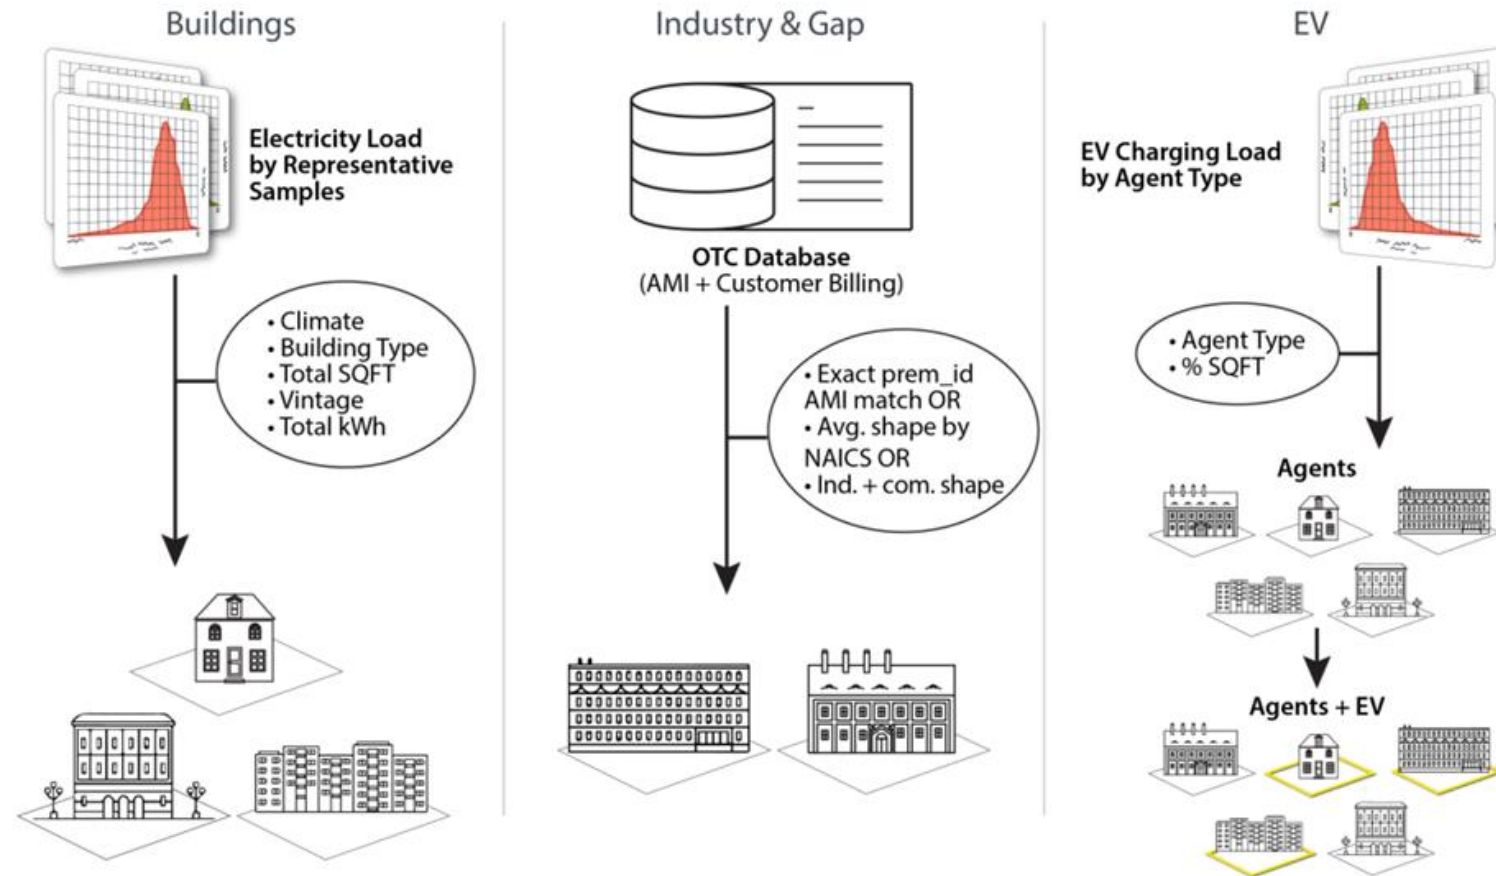 Buildings
Electricity Load
by Representative
Samples
• Climate
• Building Type
• Total SQFT
• Vintage
• Total kWh
Industry & Gap
OTC Database
(AMI + Customer Billing)
• Exact prem_id
AMI match OR
• Avg. shape by
NAICS OR
• Ind. + com. shape
EV
EV Charging Load
by Agent Type
• Agent Type
• % SQFT
Agents
Agents + EV